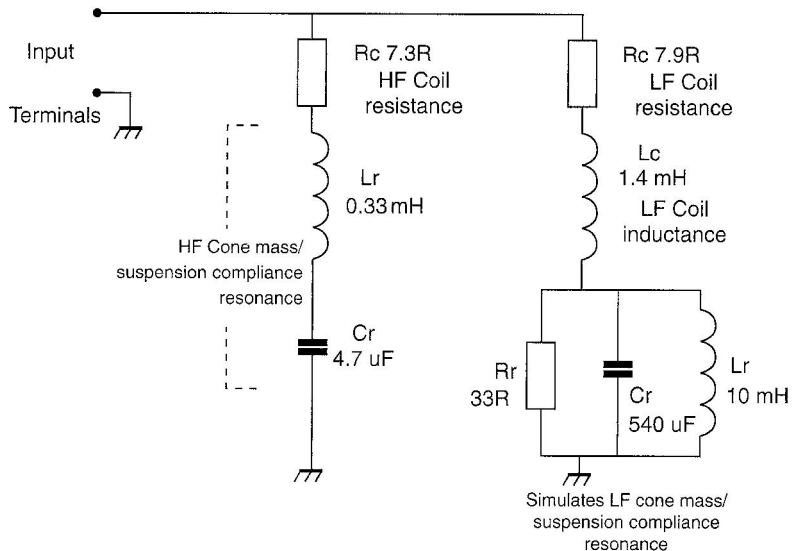 Input
Terminals
Rc 7.3R
HF Coil
resistance
Lr
0.33 mH
HF Cone mass/
suspension compliance
resonance
Cr
4.7 uF
Rc 7.9R
LF Coil
resistance
Lc
1.4 mH
LF Coil
inductance
Rr
33R
Cr
540 uF
Lr
10 mH
Simulates LF cone mass/
suspension compliance
resonance